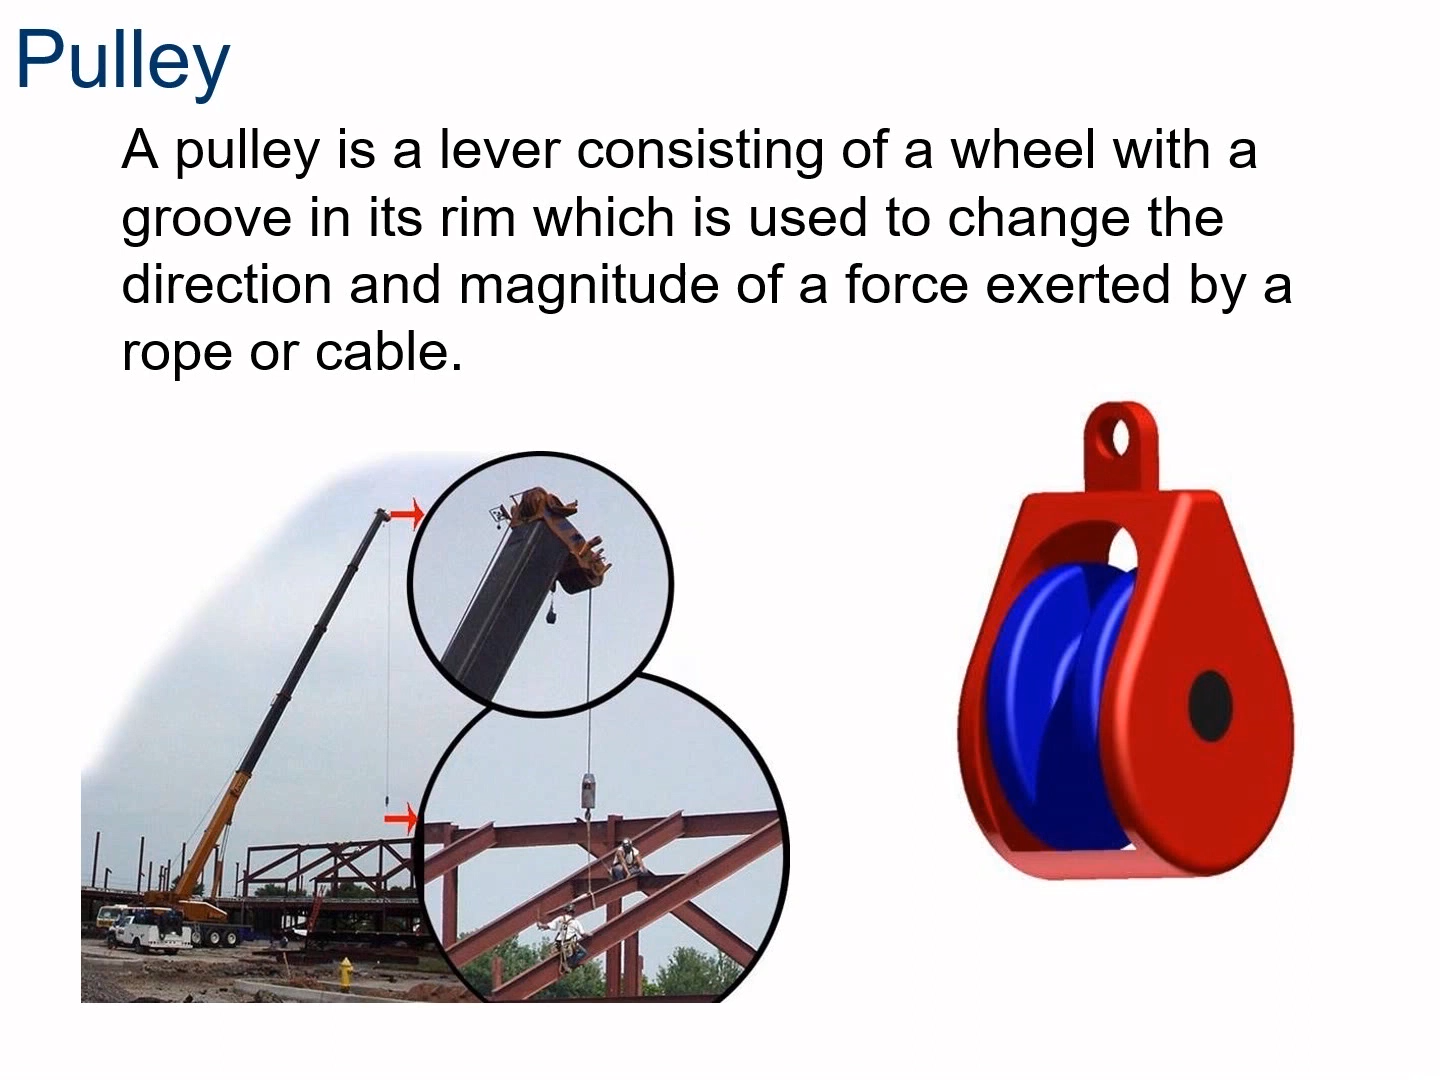 Pulley
A pulley is a lever consisting of a wheel with a
groove in its rim which is used to change the
direction and magnitude of a force exerted by a
rope or cable.